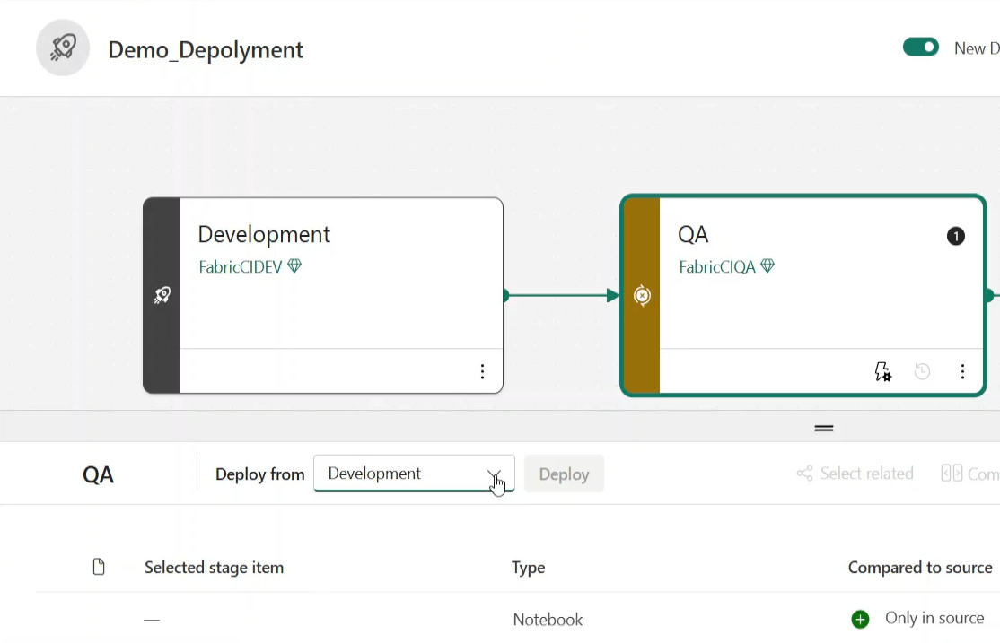 Demo_Depolyment
New D
Development
FabricCIDEV
QA
1
FabricCIQA
QA
Deploy from
Development
Deploy
Select related
Com
Selected stage item
Type
Compared to source
—
Notebook
Only in source